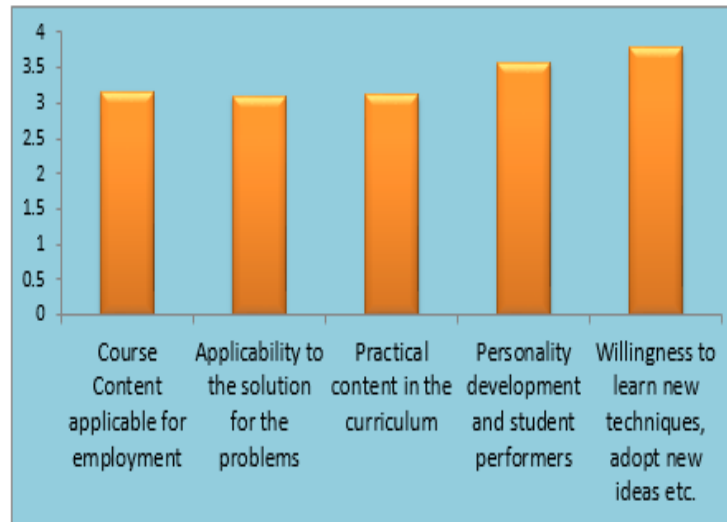 4
3.5
3
2.5
2
1.5
1
0.5
0
Course
Content
applicable for
employment
Applicability to
the solution
for the
problems
Practical
content in the
curriculum
Personality
development
and student
performers
Willingness to
learn new
techniques,
adopt new
ideas etc.